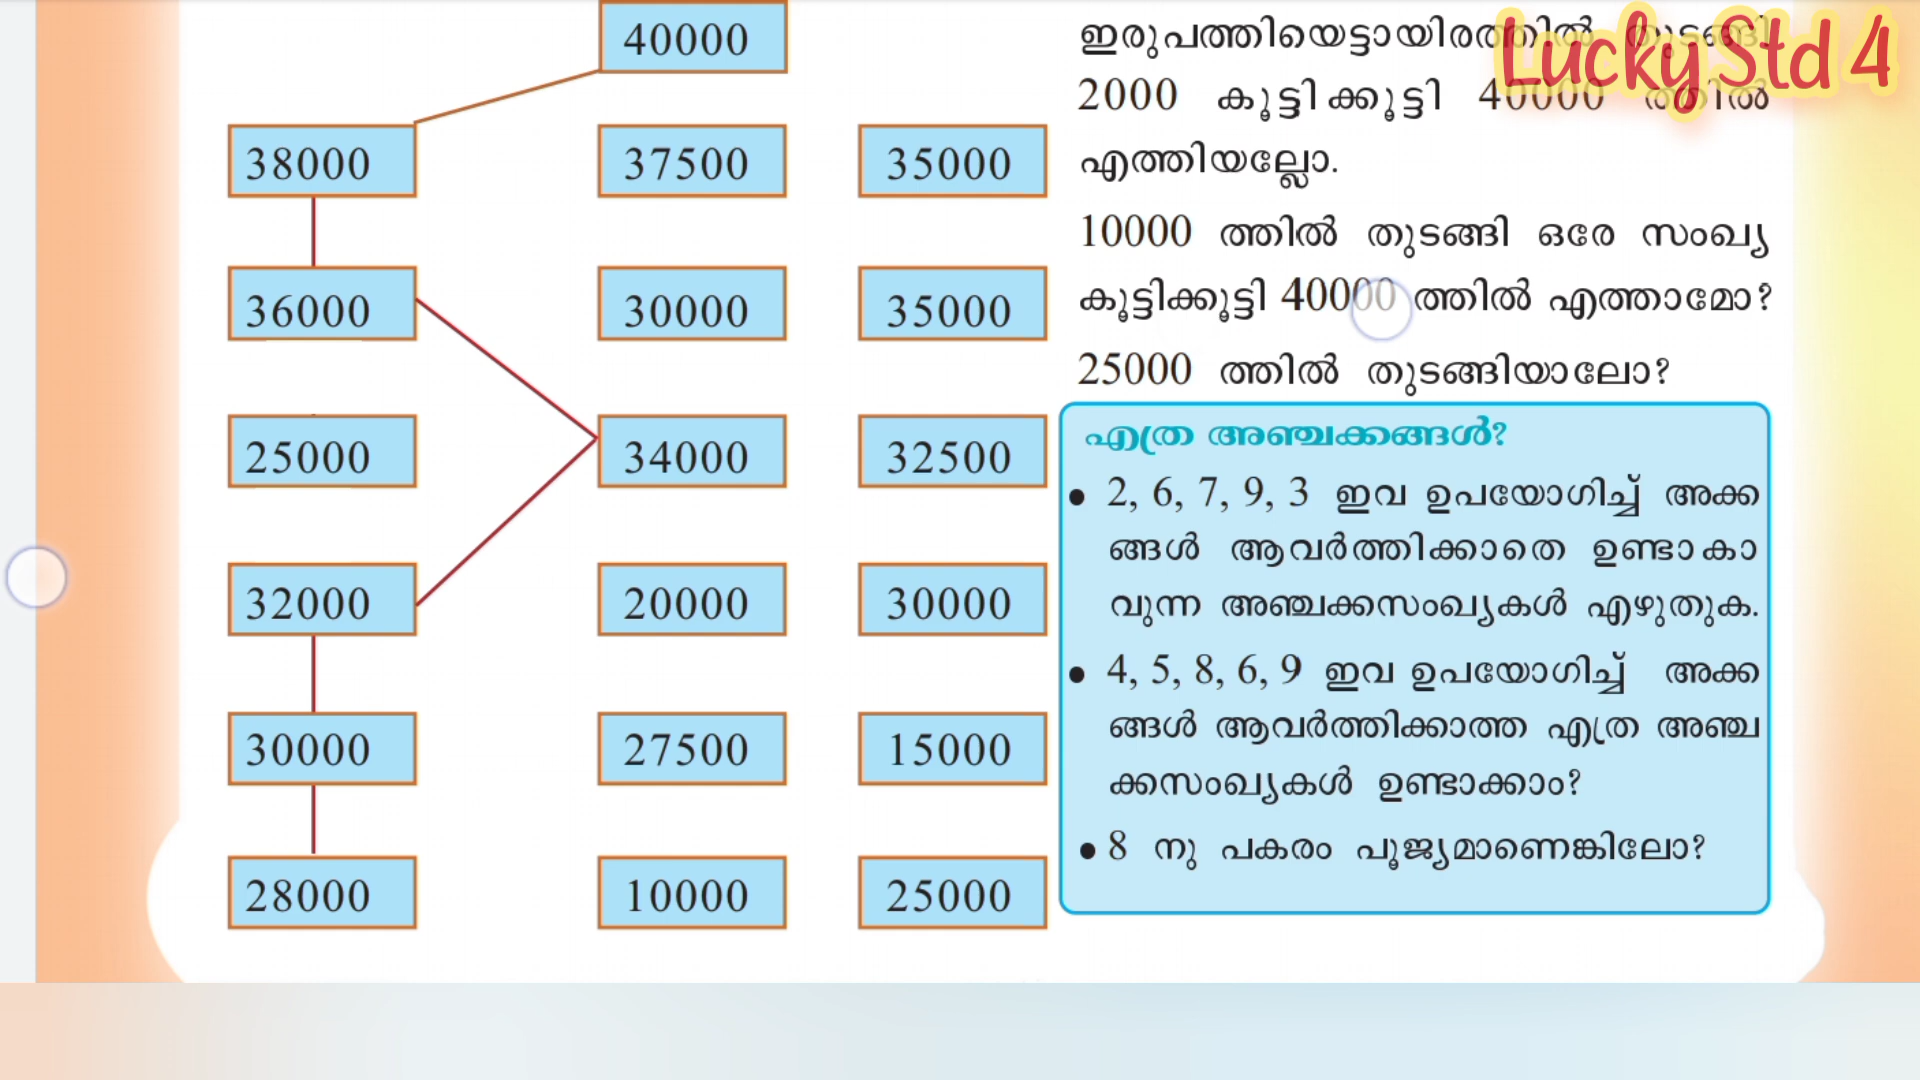 40000
38000 37500 35000
36000 30000 35000
25000 34000 32500
32000 20000 30000
30000 27500 15000
28000 10000 25000
Lucky Std 4
ഇരുപത്തിയെട്ടായിരത്തിൽ തുടങ്ങി
2000 കൂട്ടിക്കൂട്ടി 40000 ത്തിൽ
എത്തിയല്ലോ.
10000 ത്തിൽ തുടങ്ങി ഒരേ സംഖ്യ
കൂട്ടിക്കൂട്ടി 40000 ത്തിൽ എത്താമോ?
25000 ത്തിൽ തുടങ്ങിയാലോ?
എത്ര അഞ്ചക്കങ്ങൾ?
• 2, 6, 7, 9, 3 ഇവ ഉപയോഗിച്ച് അക്ക
ങ്ങൾ ആവർത്തിക്കാതെ ഉണ്ടാകാ
വുന്ന അഞ്ചക്കസംഖ്യകൾ എഴുതുക.
• 4, 5, 8, 6, 9 ഇവ ഉപയോഗിച്ച് അക്ക
ങ്ങൾ ആവർത്തിക്കാത്ത എത്ര അഞ്ച
ക്കസംഖ്യകൾ ഉണ്ടാക്കാം?
• 8 നു പകരം പൂജ്യമാണെങ്കിലോ?